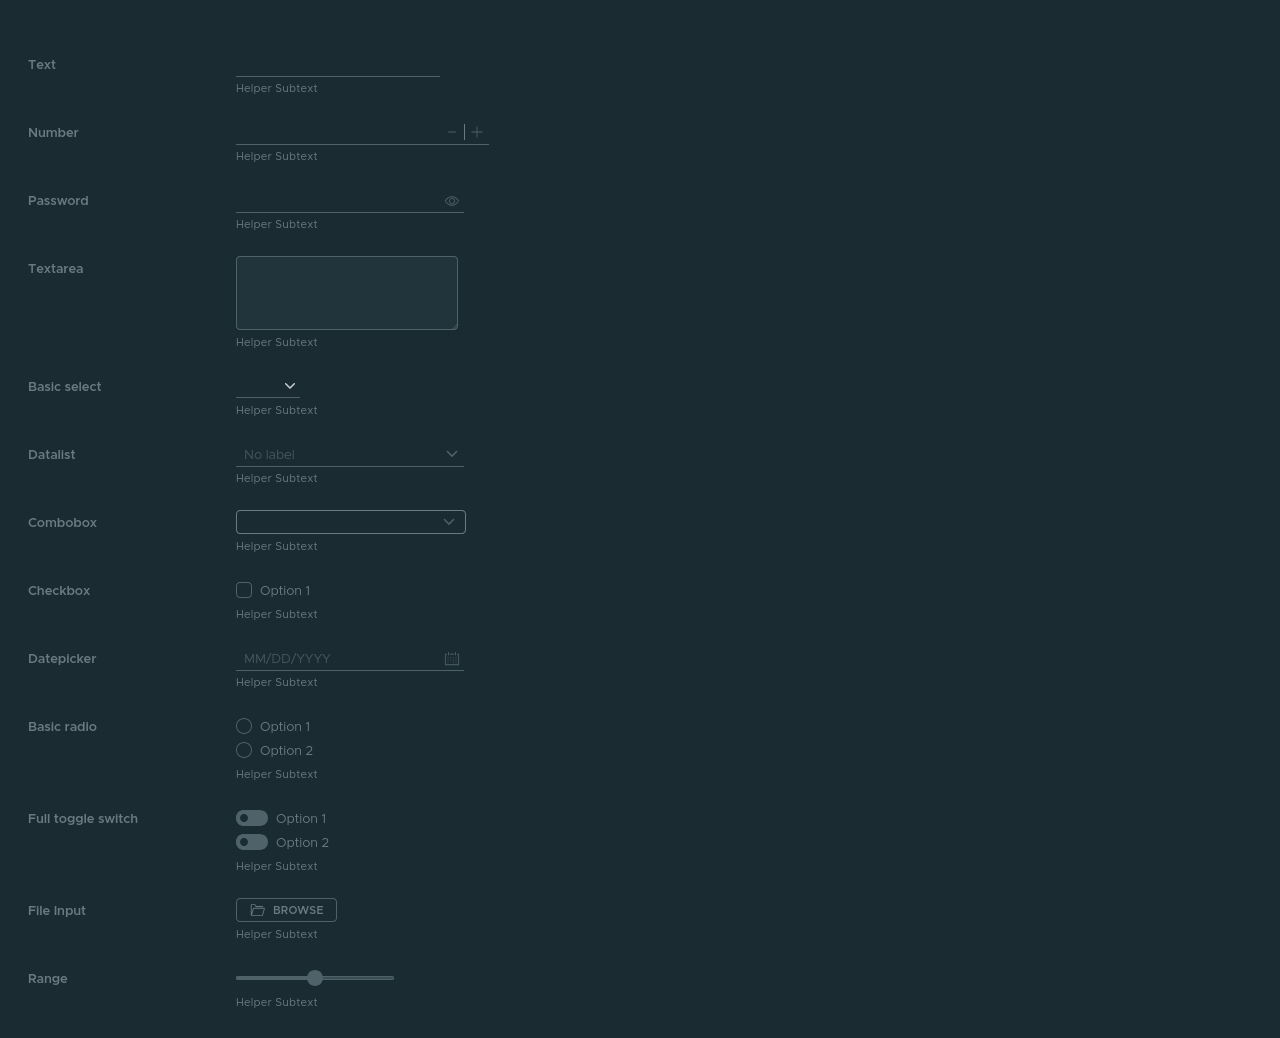 Text
Helper Subtext
Number
Helper Subtext
Password
Helper Subtext
Textarea
Helper Subtext
Basic select
Helper Subtext
Datalist No label
Helper Subtext
Combobox
Helper Subtext
Checkbox Option 1
Helper Subtext
Datepicker MM/DD/YYYY
Helper Subtext
Basic radio Option 1
Option 2
Helper Subtext
Full toggle switch Option 1
Option 2
Helper Subtext
File Input BROWSE
Helper Subtext
Range
Helper Subtext